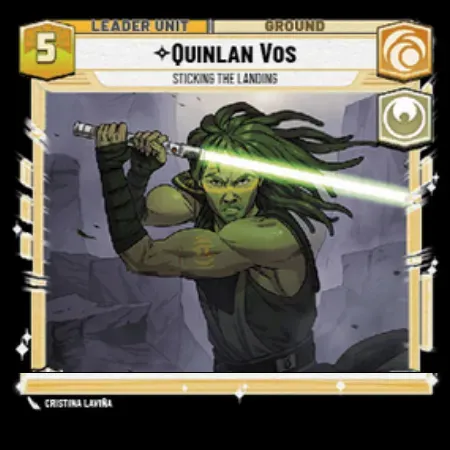 LEADER UNIT
GROUND
5
QUINLAN VOS
STICKING THE LANDING
CRISTINA LAVIÑA